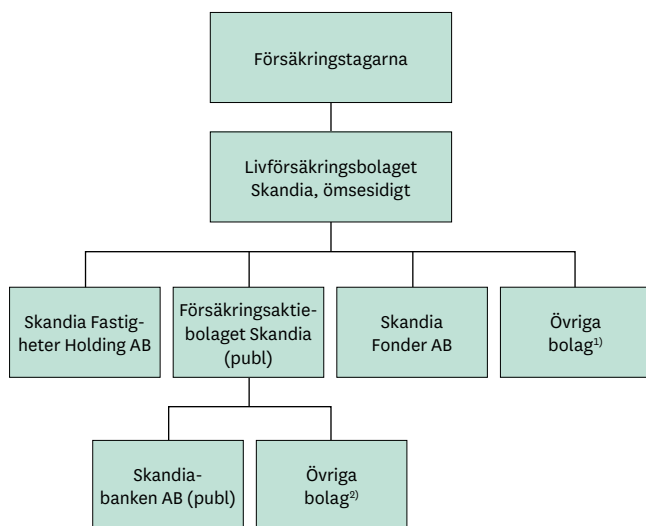 Försäkringstagarna
Livförsäkringsbolaget
Skandia, ömsesidigt
Skandia Fastig-
heter Holding AB
Försäkringsaktie-
bolaget Skandia
(publ)
Skandia
Fonder AB
Övriga
bolag¹⁾
Skandia-
banken AB (publ)
Övriga
bolag²⁾